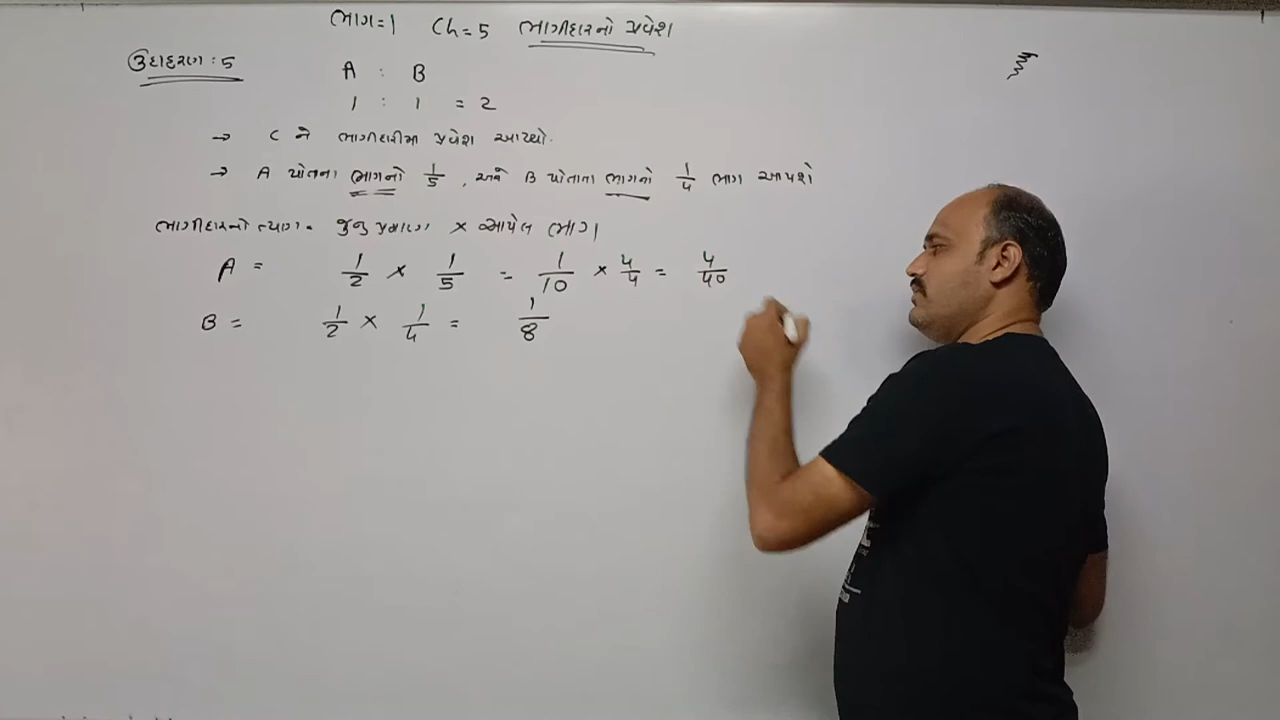 ભાગ=1 Ch=5 ભાગીદારનો પ્રવેશ
ઉદાહરણ:5
A : B
1 : 1 = 2
→ C ને ભાગીદારીમા પ્રવેશ આપ્યો.
→ A પોતના ભાગનો 1/5, અને B પોતાના ભાગનો 1/4 ભાગ આપશે
ભાગીદારનો ત્યાગ = જુનુ પ્રમાણ × આપેલ ભાગ
A = 1/2 × 1/5 = 1/10 × 4/4 = 4/40
B = 1/2 × 1/4 = 1/8